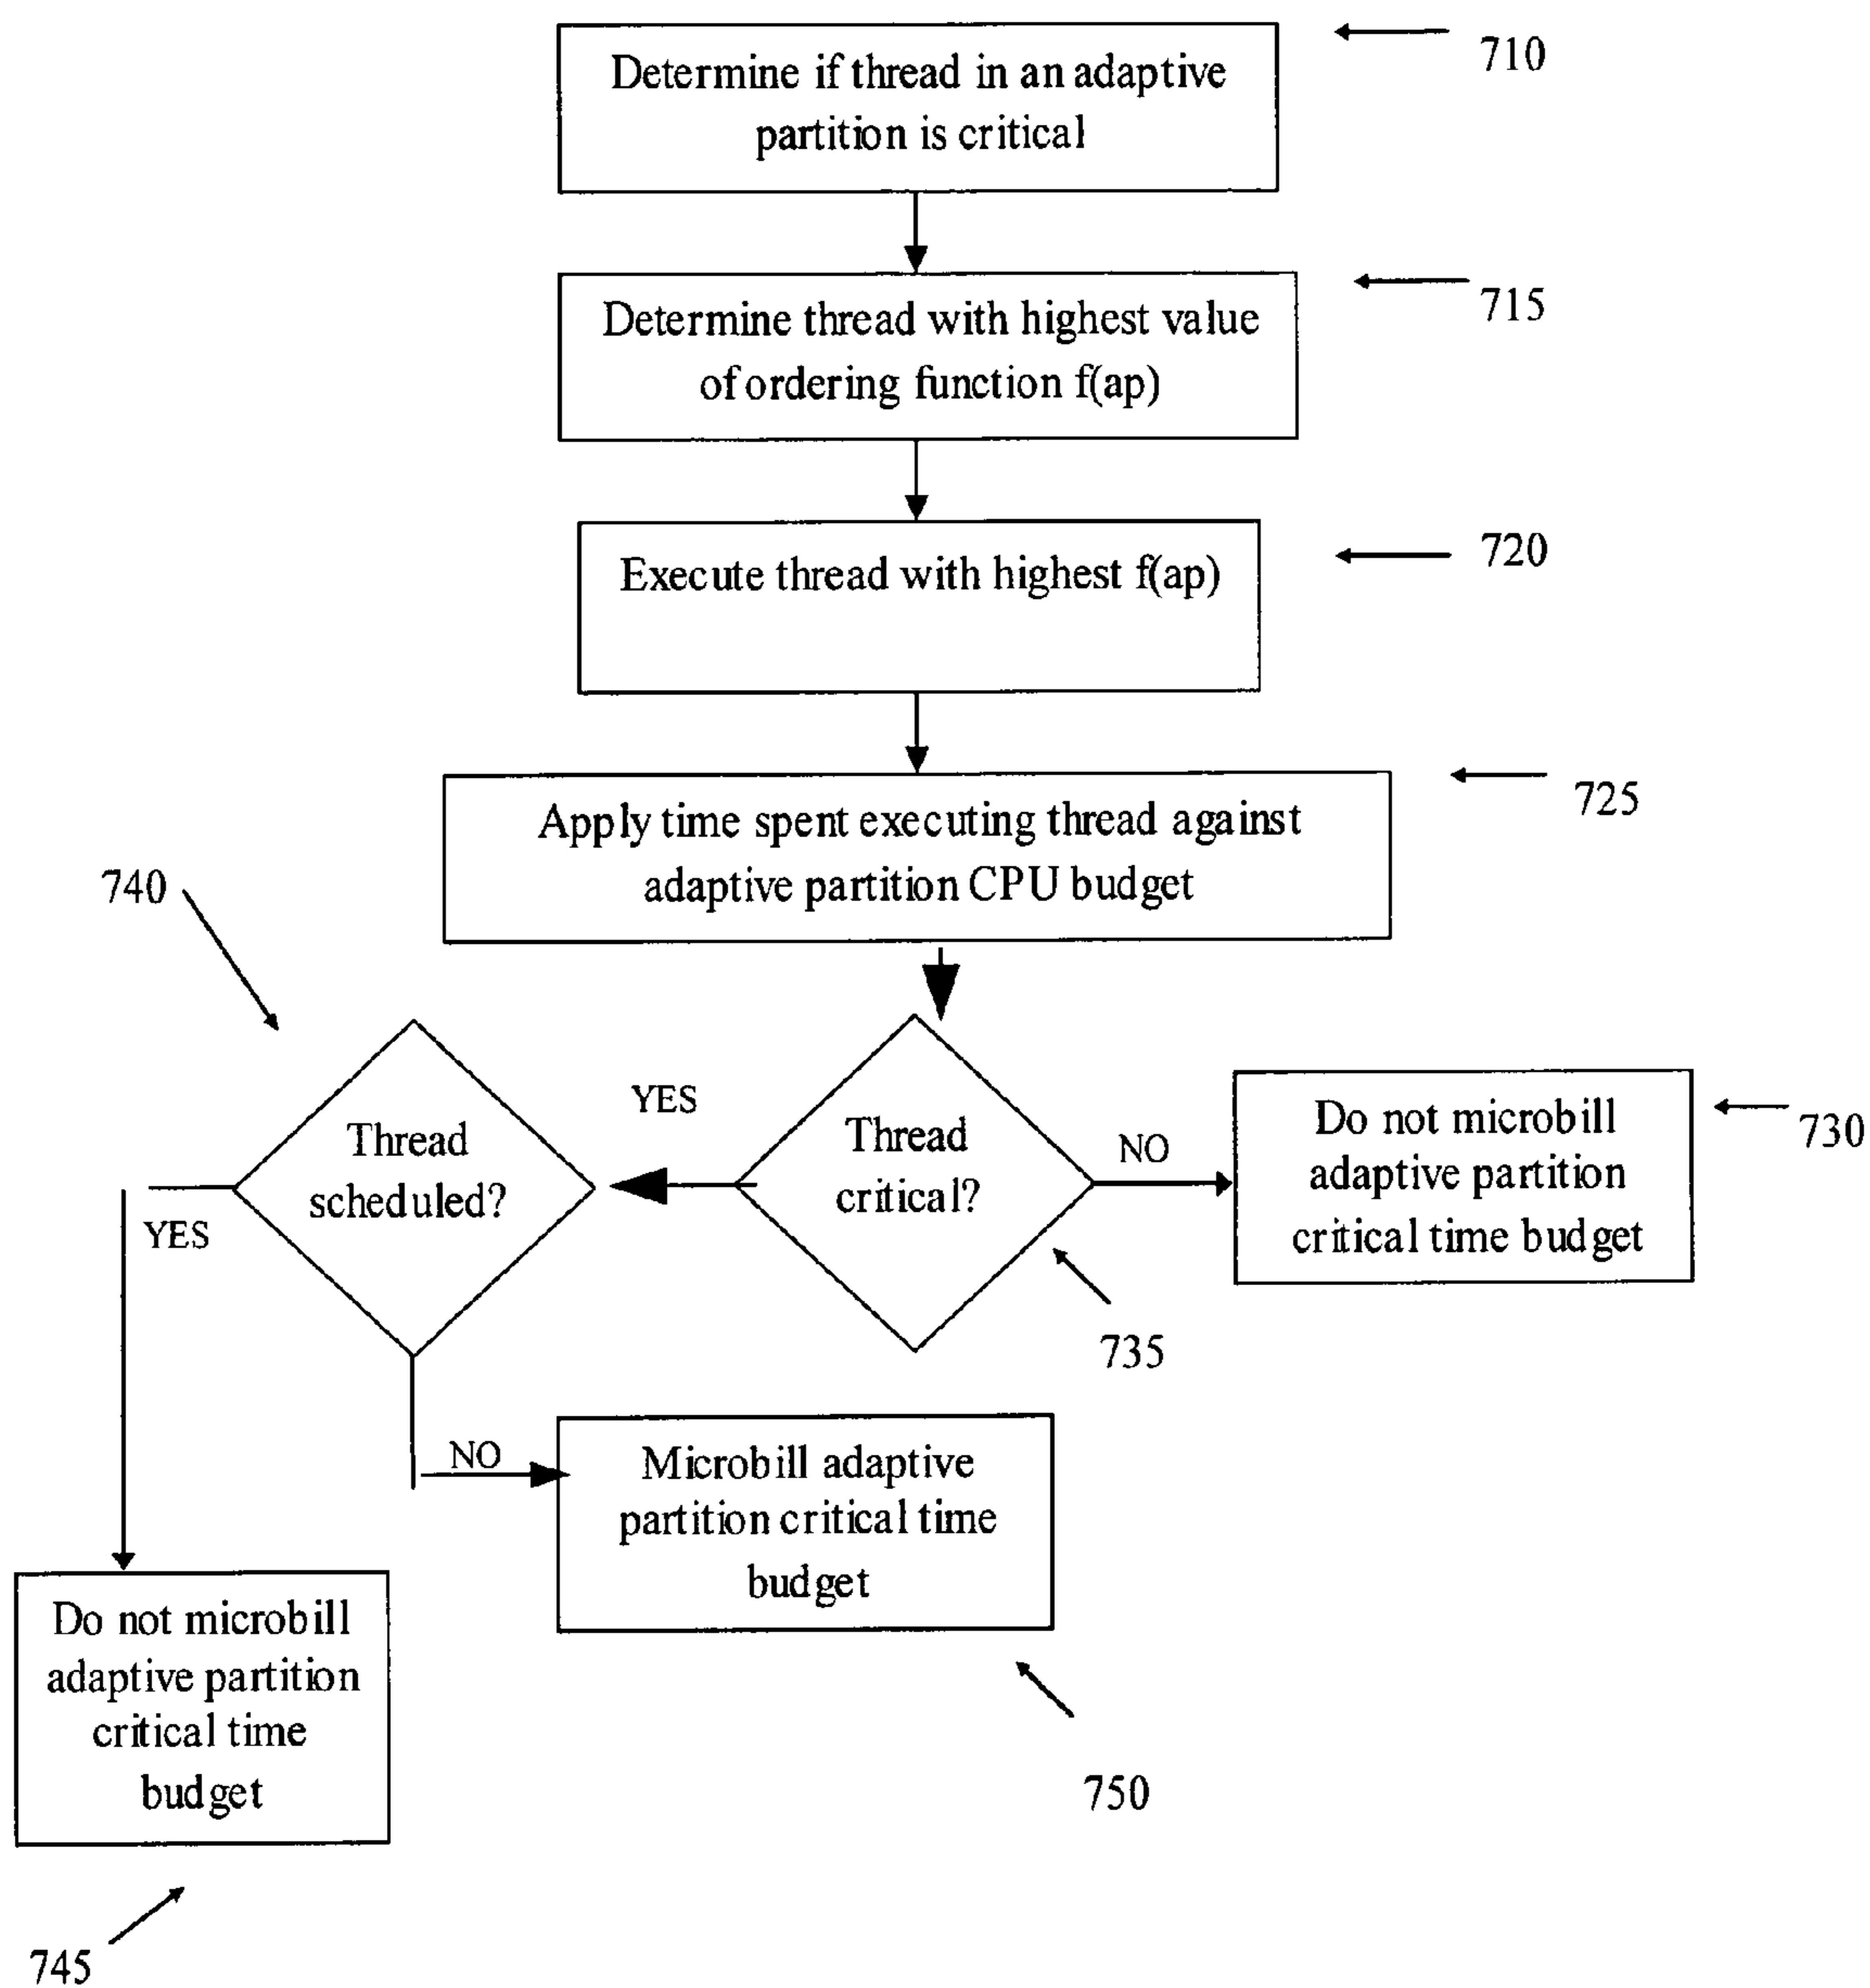 Determine if thread in an adaptive
partition is critical
710
Determine thread with highest value
of ordering function f(ap)
715
Execute thread with highest f(ap)
720
Apply time spent executing thread against
adaptive partition CPU budget
725
740
Thread
scheduled?
YES
Thread
critical?
NO
Do not microbill
adaptive partition
critical time budget
730
735
YES
NO
Microbill adaptive
partition critical time
budget
750
Do not microbill
adaptive partition
critical time
budget
745